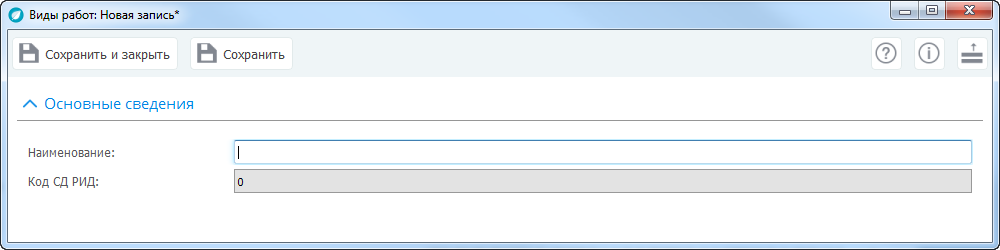 Виды работ: Новая запись*
Сохранить и закрыть Сохранить
Основные сведения
Наименование:
Код СД РИД: 0